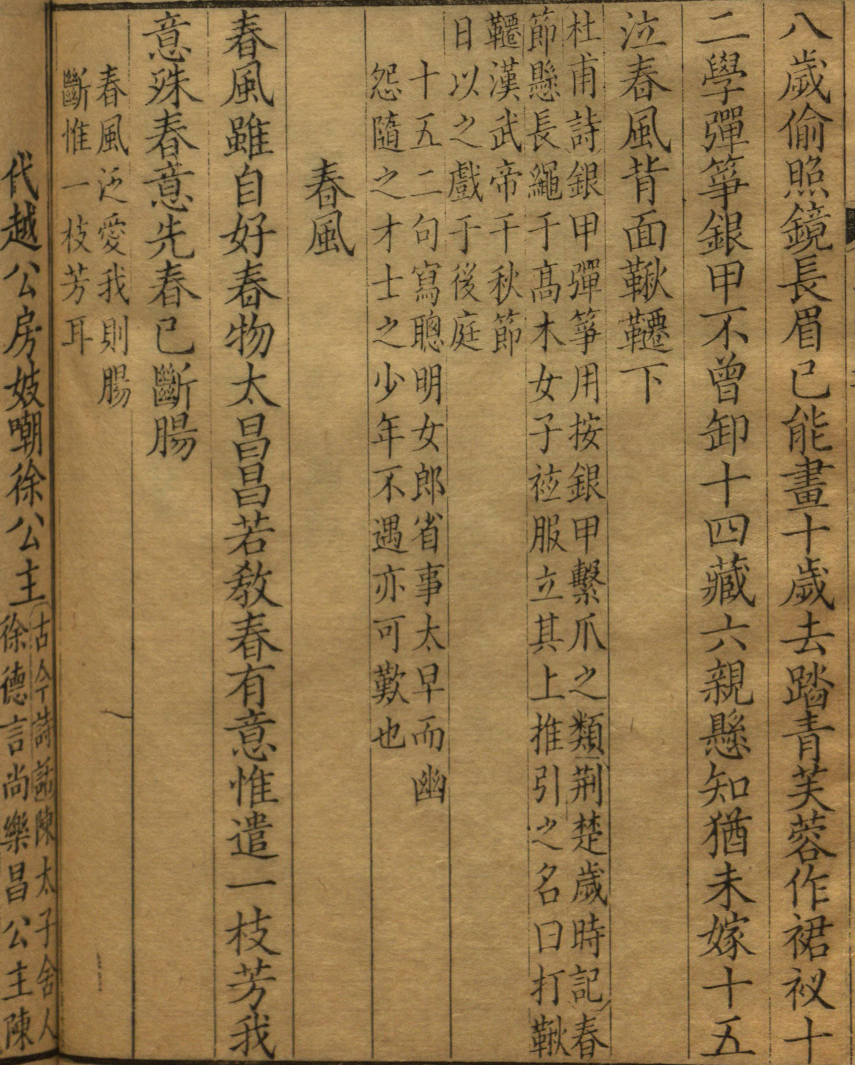 八歲偷照鏡長眉已能畫十歲去踏青芙蓉作裙衩十
二學彈箏銀甲不曾卸十四藏六親懸知猶未嫁十五
泣春風背面鞦韆下
杜甫詩銀甲彈箏用按銀甲繫爪之類荆楚歲時記春
節懸長繩于高木女子袨服立其上推引之名曰打鞦
韆漢武帝千秋節
日以之戲于後庭
十五二句寫聰明女郎省事太早而幽
怨隨之才士之少年不遇亦可歎也
春風
春風雖自好春物太昌昌若教春有意惟遣一枝芳我
意殊春意先春已斷腸
春風泛愛我則腸
斷惟一枝芳耳
代越公房妓嘲徐公主
古今詩話陳太子舍人
徐德言尚樂昌公主陳